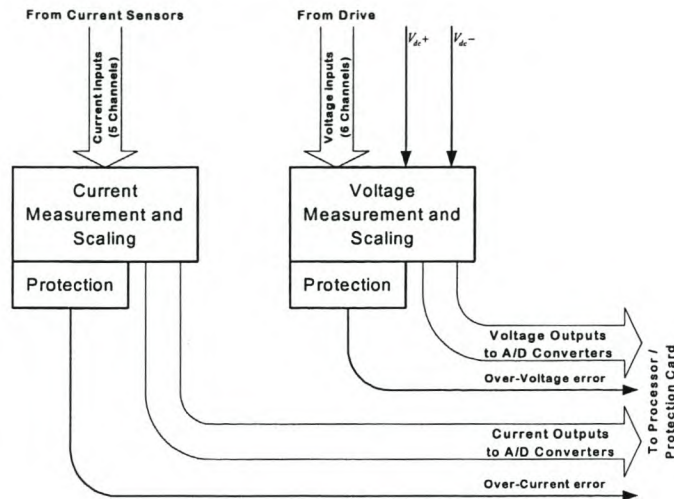 From Current Sensors
From Drive
Current Inputs
(5 Channels)
Voltage Inputs
(6 Channels)
V_dc+
V_dc−
Current
Measurement and
Scaling
Voltage
Measurement and
Scaling
Protection
Protection
Voltage Outputs
to A/D Converters
Over-Voltage error
Current Outputs
to A/D Converters
Over-Current error
To Processor /
Protection Card